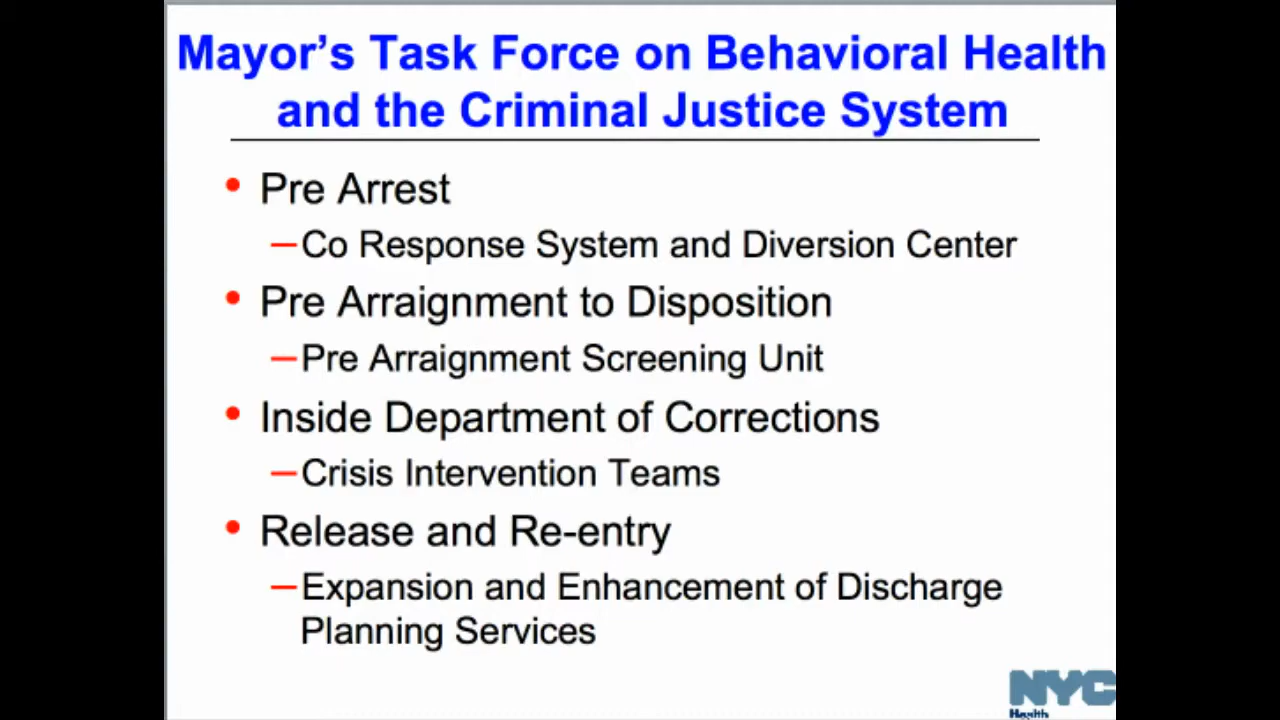 Mayor’s Task Force on Behavioral Health
and the Criminal Justice System
• Pre Arrest
–Co Response System and Diversion Center
• Pre Arraignment to Disposition
–Pre Arraignment Screening Unit
• Inside Department of Corrections
–Crisis Intervention Teams
• Release and Re-entry
–Expansion and Enhancement of Discharge
Planning Services
NYC
Health